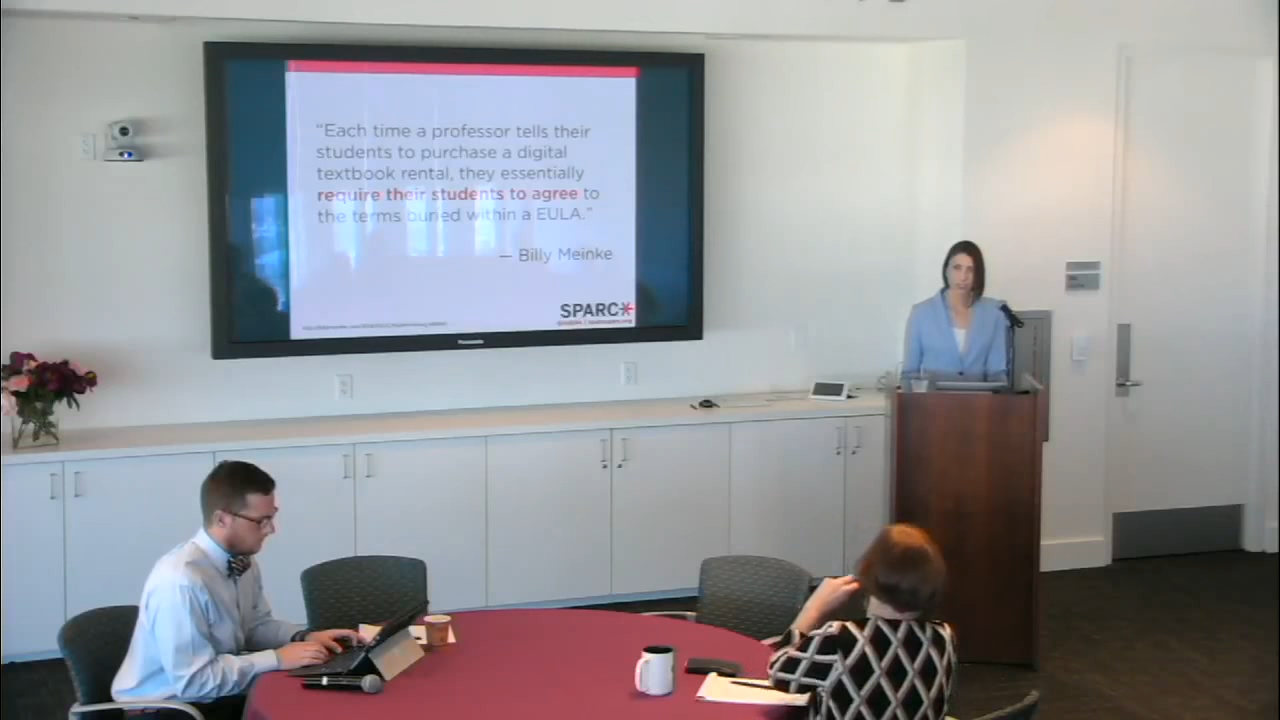 “Each time a professor tells their
students to purchase a digital
textbook rental, they essentially
require their students to agree to
the terms buried within a EULA.”
— Billy Meinke
SPARC
Panasonic